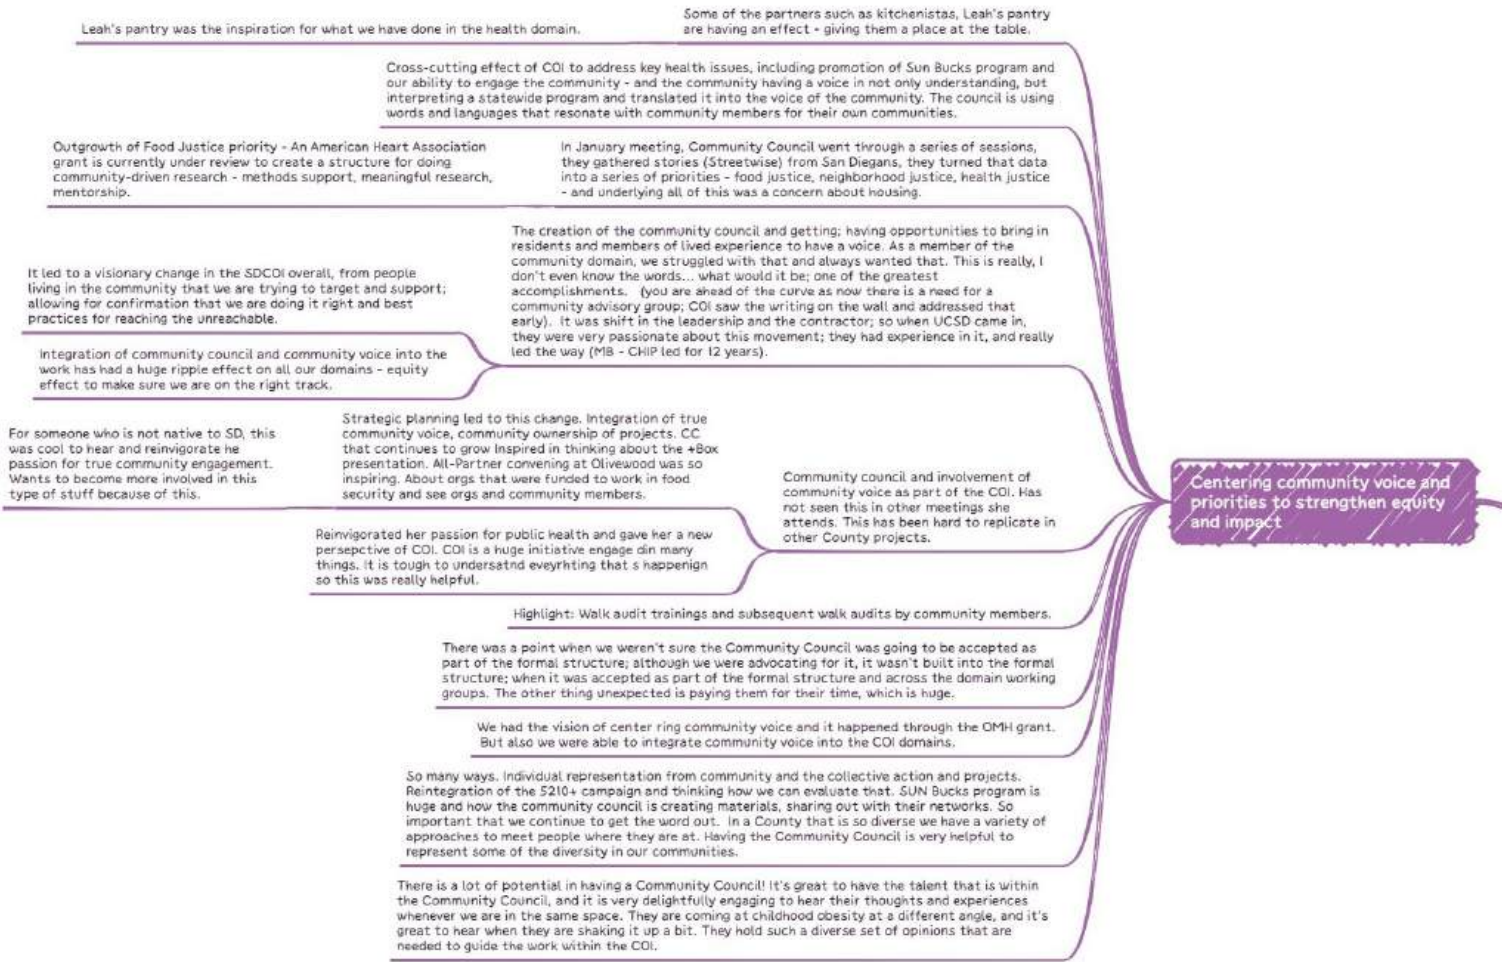 Leah's pantry was the inspiration for what we have done in the health domain.
Some of the partners such as kitchenistas, Leah's pantry
are having an effect - giving them a place at the table.
Cross-cutting effect of COI to address key health issues, including promotion of Sun Bucks program and
our ability to engage the community - and the community having a voice in not only understanding, but
interpreting a statewide program and translated it into the voice of the community. The council is using
words and languages that resonate with community members for their own communities.
Outgrowth of Food Justice priority - An American Heart Association
grant is currently under review to create a structure for doing
community-driven research - methods support, meaningful research,
mentorship.
In January meeting, Community Council went through a series of sessions,
they gathered stories (Streetwise) from San Diegans, they turned that data
into a series of priorities - food justice, neighborhood justice, health justice
- and underlying all of this was a concern about housing.
The creation of the community council and getting; having opportunities to bring in
residents and members of lived experience to have a voice. As a member of the
community domain, we struggled with that and always wanted that. This is really, I
don't even know the words... what would it be; one of the greatest
accomplishments. (you are ahead of the curve as now there is a need for a
community advisory group; COI saw the writing on the wall and addressed that
early). It was shift in the leadership and the contractor; so when UCSD came in,
they were very passionate about this movement; they had experience in it, and really
led the way (MB - CHIP led for 12 years).
It led to a visionary change in the SDCOI overall, from people
living in the community that we are trying to target and support;
allowing for confirmation that we are doing it right and best
practices for reaching the unreachable.
Integration of community council and community voice into the
work has had a huge ripple effect on all our domains - equity
effect to make sure we are on the right track.
For someone who is not native to SD, this
was cool to hear and reinvigorate he
passion for true community engagement.
Wants to become more involved in this
type of stuff because of this.
Strategic planning led to this change. Integration of true
community voice, community ownership of projects. CC
that continues to grow Inspired in thinking about the +Box
presentation. All-Partner convening at Olivewood was so
inspiring. About orgs that were funded to work in food
security and see orgs and community members.
Reinvigorated her passion for public health and gave her a new
persepctive of COI. COI is a huge initiative engage din many
things. It is tough to undersatnd eveyrhting that s happenign
so this was really helpful.
Community council and involvement of
community voice as part of the COI. Has
not seen this in other meetings she
attends. This has been hard to replicate in
other County projects.
Centering community voice and
priorities to strengthen equity
and impact
Highlight: Walk audit trainings and subsequent walk audits by community members.
There was a point when we weren't sure the Community Council was going to be accepted as
part of the formal structure; although we were advocating for it, it wasn't built into the formal
structure; when it was accepted as part of the formal structure and across the domain working
groups. The other thing unexpected is paying them for their time, which is huge.
We had the vision of center ring community voice and it happened through the OMH grant.
But also we were able to integrate community voice into the COI domains.
So many ways. Individual representation from community and the collective action and projects.
Reintegration of the 5210+ campaign and thinking how we can evaluate that. SUN Bucks program is
huge and how the community council is creating materials, sharing out with their networks. So
important that we continue to get the word out. In a County that is so diverse we have a variety of
approaches to meet people where they are at. Having the Community Council is very helpful to
represent some of the diversity in our communities.
There is a lot of potential in having a Community Council! It's great to have the talent that is within
the Community Council, and it is very delightfully engaging to hear their thoughts and experiences
whenever we are in the same space. They are coming at childhood obesity at a different angle, and it's
great to hear when they are shaking it up a bit. They hold such a diverse set of opinions that are
needed to guide the work within the COI.